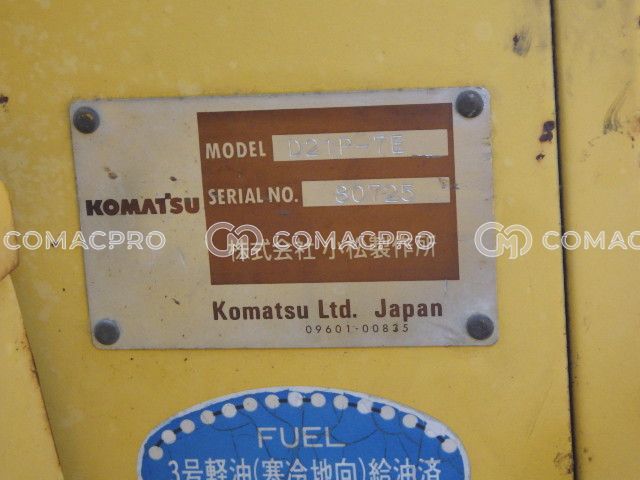 MODEL D21P-7E
SERIAL NO. 80725
KOMATSU
COMACPRO COMACPRO COMACPRO
株式会社 小松製作所
Komatsu Ltd. Japan
09601-00835
FUEL
3号軽油(寒冷地向)給油済